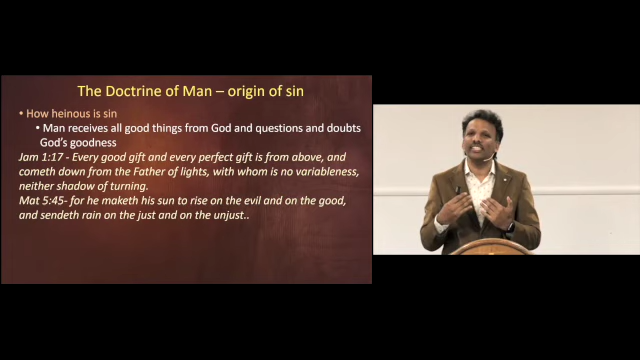 The Doctrine of Man – origin of sin
• How heinous is sin
• Man receives all good things from God and questions and doubts
God's goodness
Jam 1:17 - Every good gift and every perfect gift is from above, and
cometh down from the Father of lights, with whom is no variableness,
neither shadow of turning.
Mat 5:45- for he maketh his sun to rise on the evil and on the good,
and sendeth rain on the just and on the unjust..